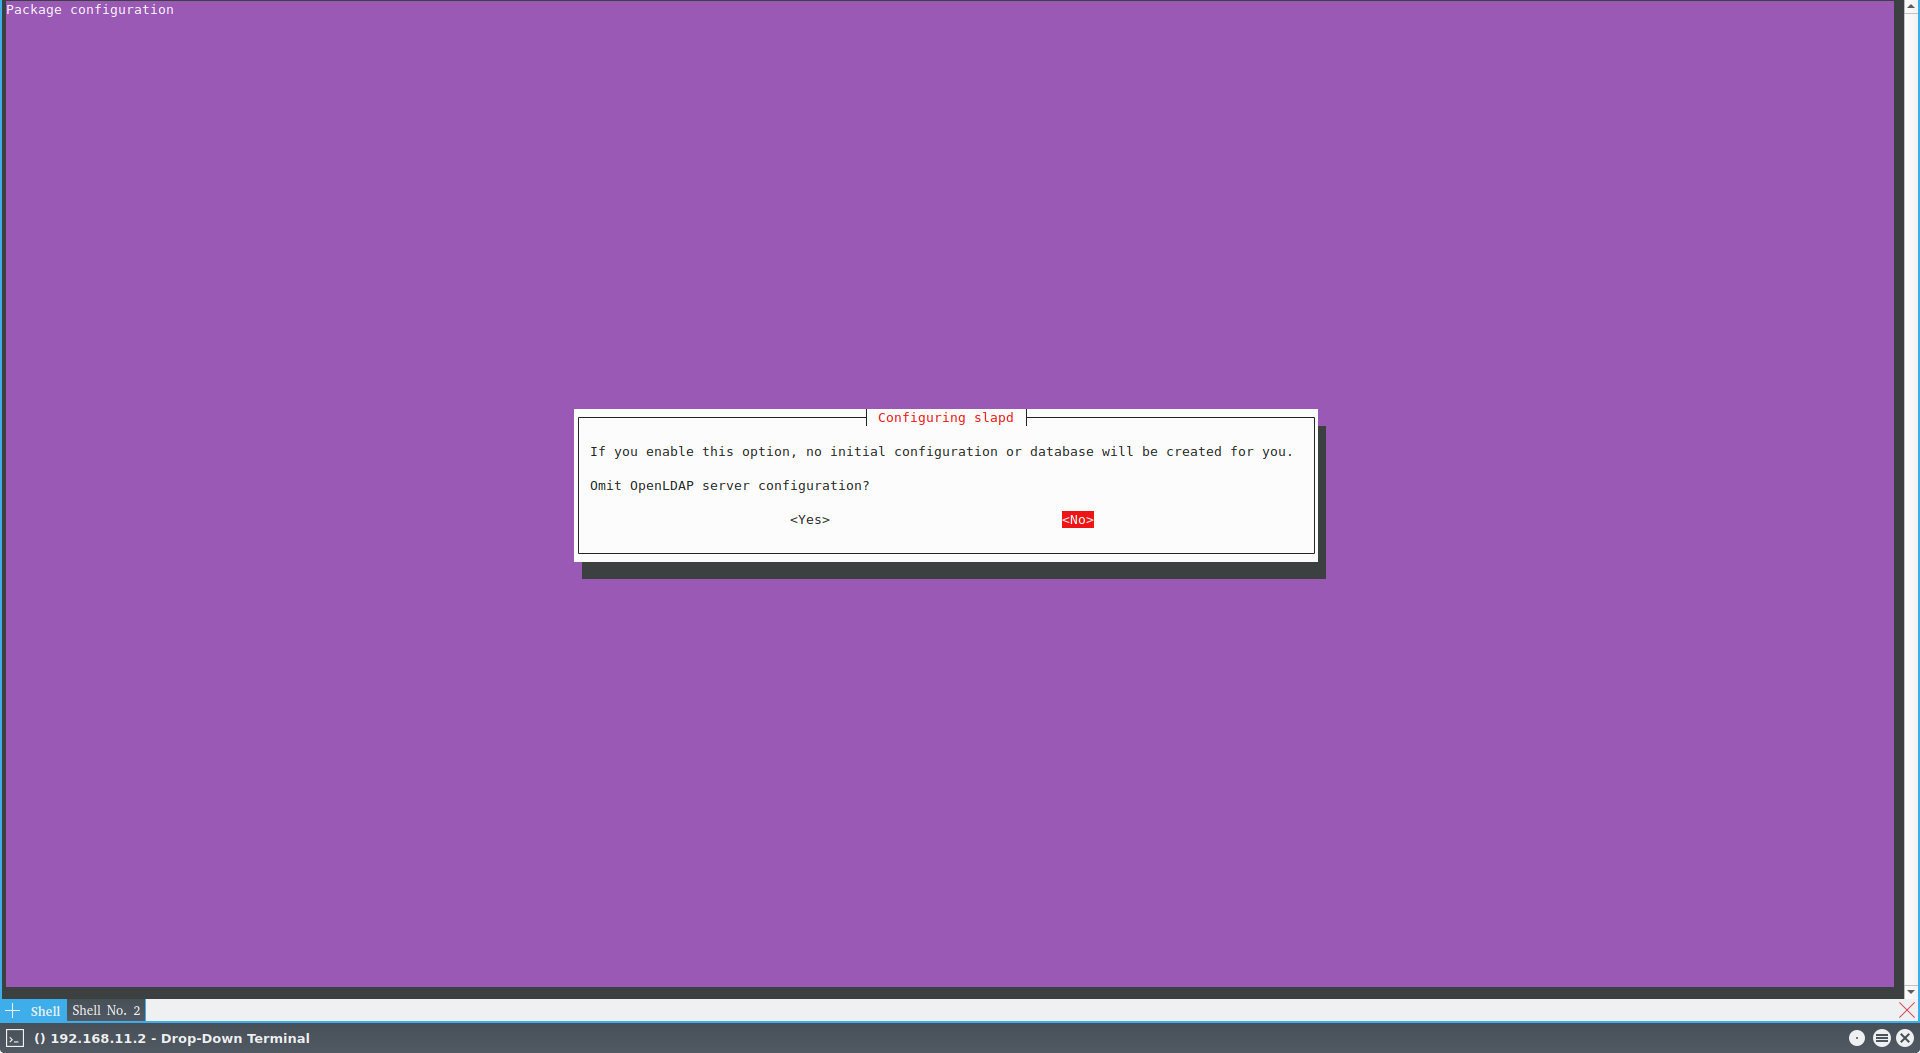 Package configuration
Configuring slapd
If you enable this option, no initial configuration or database will be created for you.
Omit OpenLDAP server configuration?
<Yes> <No>
Shell Shell No. 2
() 192.168.11.2 - Drop-Down Terminal